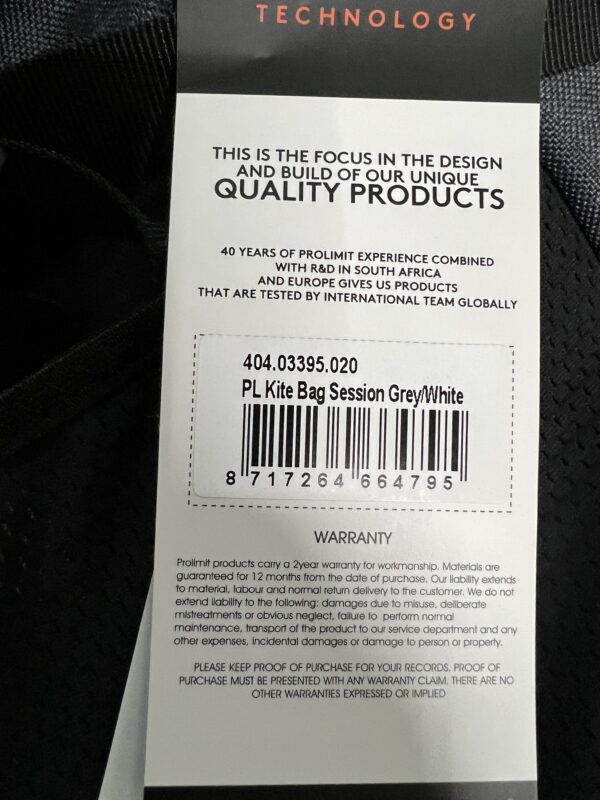 TECHNOLOGY
THIS IS THE FOCUS IN THE DESIGN
AND BUILD OF OUR UNIQUE
QUALITY PRODUCTS
40 YEARS OF PROLIMIT EXPERIENCE COMBINED
WITH R&D IN SOUTH AFRICA
AND EUROPE GIVES US PRODUCTS
THAT ARE TESTED BY INTERNATIONAL TEAM GLOBALLY
404.03395.020
PL Kite Bag Session Grey/White
8 717264 664795
WARRANTY
Prolimit products carry a 2year warranty for workmanship. Materials are
guaranteed for 12 months from the date of purchase. Our liability extends
to material, labour and normal return delivery to the customer. We do not
extend liability to the following: damages due to misuse, deliberate
mistreatments or obvious neglect, failure to perform normal
maintenance, transport of the product to our service department and any
other expenses, incidental damages or damage to person or property.
PLEASE KEEP PROOF OF PURCHASE FOR YOUR RECORDS. PROOF OF
PURCHASE MUST BE PRESENTED WITH ANY WARRANTY CLAIM. THERE ARE NO
OTHER WARRANTIES EXPRESSED OR IMPLIED